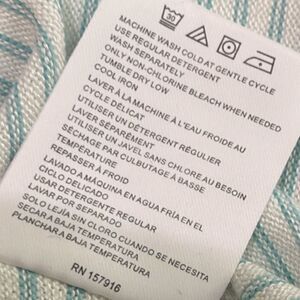 30
MACHINE WASH COLD AT GENTLE CYCLE
USE REGULAR DETERGENT
WASH SEPARATELY
ONLY NON-CHLORINE BLEACH WHEN NEEDED
TUMBLE DRY LOW
COOL IRON
LAVER À LA MACHINE À L'EAU FROIDE AU
CYCLE DÉLICAT
UTILISER UN DÉTERGENT RÉGULIER
LAVER SÉPARÉMENT
UTILISER UN JAVEL SANS CHLORE AU BESOIN
SÉCHAGE PAR CULBUTAGE À BASSE
TEMPÉRATURE
REPASSER À FROID
LAVADO A MÁQUINA EN AGUA FRÍA EN EL
CICLO DELICADO
USAR DETERGENTE REGULAR
LAVAR POR SEPARADO
SOLO LEJÍA SIN CLORO CUANDO SE NECESITA
SECAR A BAJA TEMPERATURA
PLANCHAR A BAJA TEMPERATURA
RN 157916